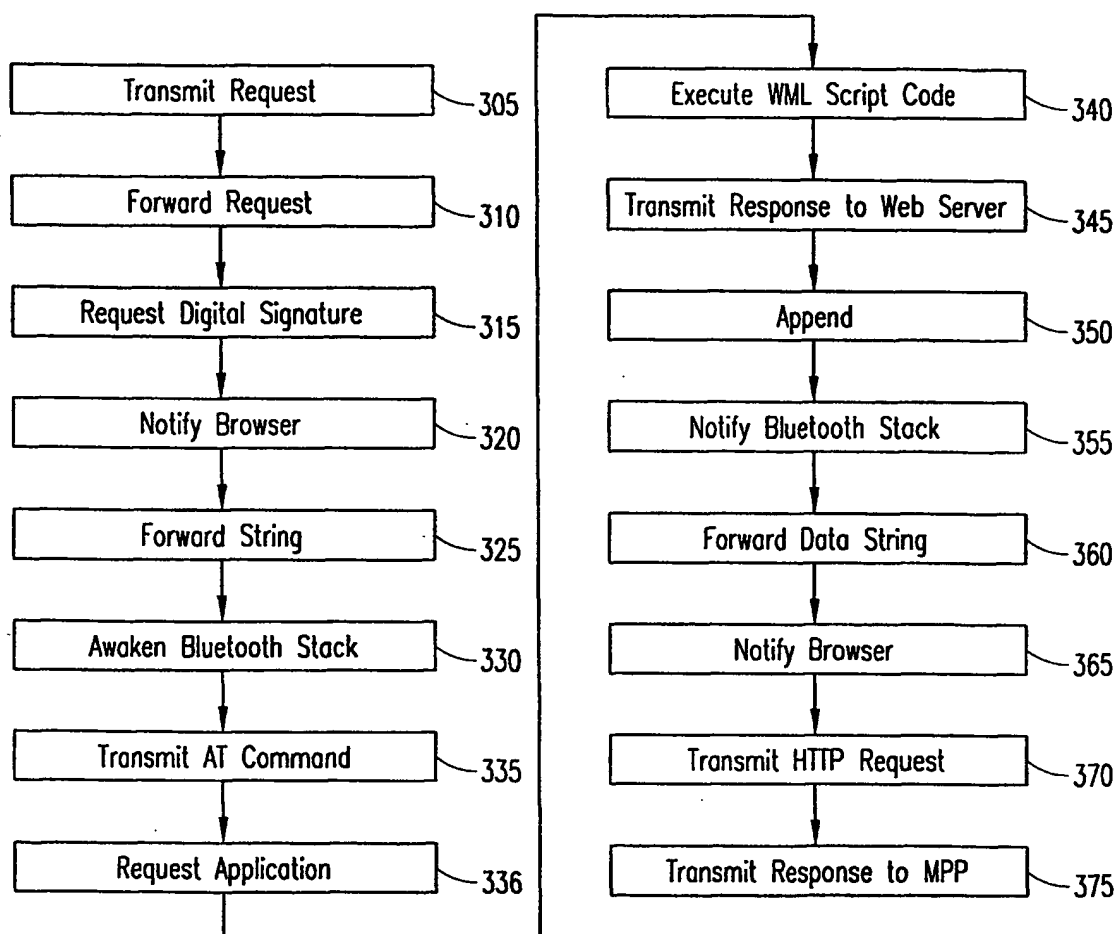 Transmit Request 305
Forward Request 310
Request Digital Signature 315
Notify Browser 320
Forward String 325
Awaken Bluetooth Stack 330
Transmit AT Command 335
Request Application 336
Execute WML Script Code 340
Transmit Response to Web Server 345
Append 350
Notify Bluetooth Stack 355
Forward Data String 360
Notify Browser 365
Transmit HTTP Request 370
Transmit Response to MPP 375